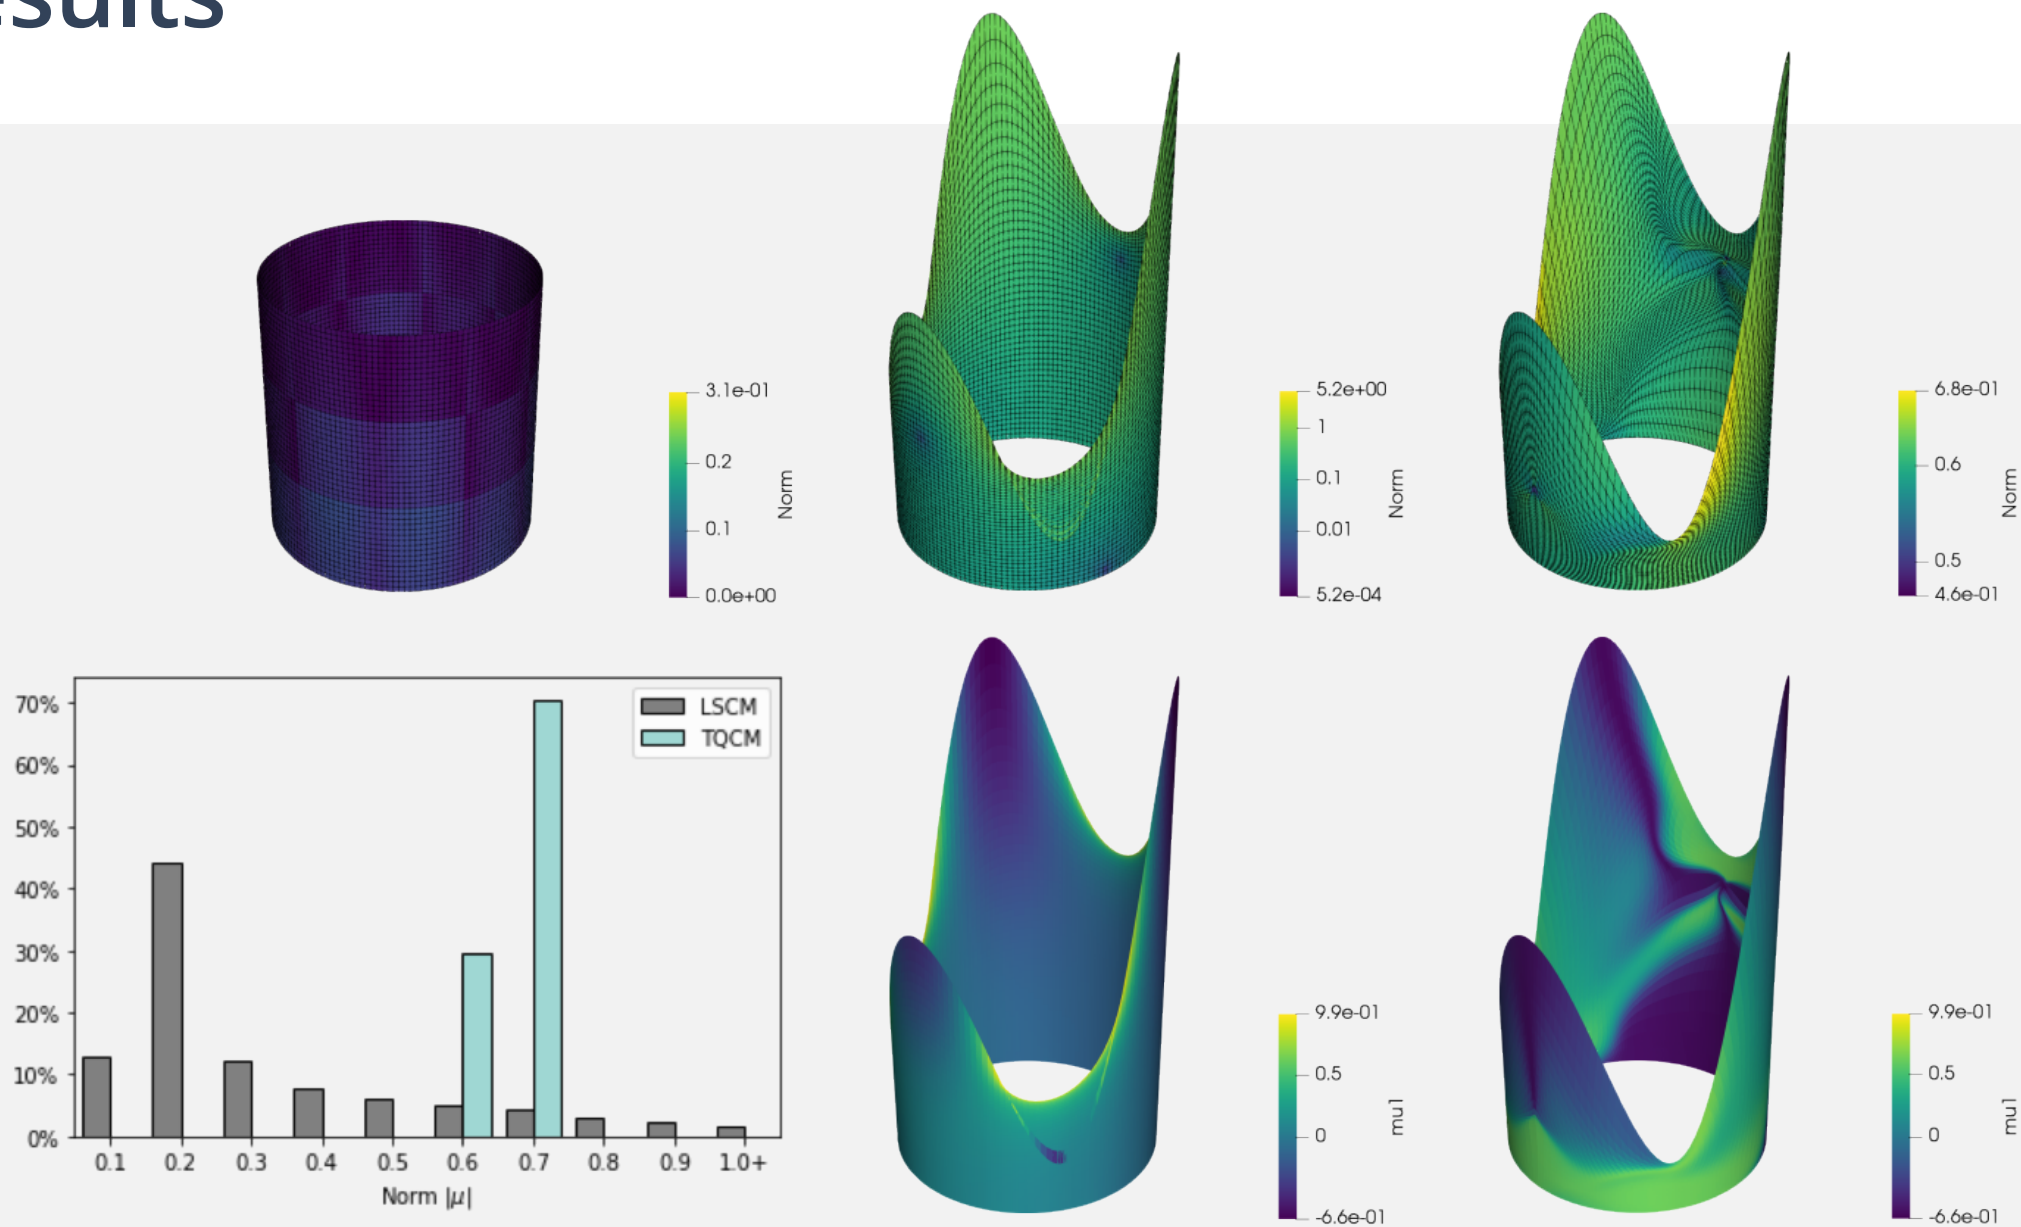 esults
3.1e-01
0.2
0.1
0.0e+00
Norm
5.2e+00
1
0.1
0.01
5.2e-04
Norm
6.8e-01
0.6
0.5
4.6e-01
Norm
70%
60%
50%
40%
30%
20%
10%
0%
LSCM
TQCM
0.1 0.2 0.3 0.4 0.5 0.6 0.7 0.8 0.9 1.0+
Norm |μ|
9.9e-01
0.5
0
-6.6e-01
mu1
9.9e-01
0.5
0
-6.6e-01
mu1